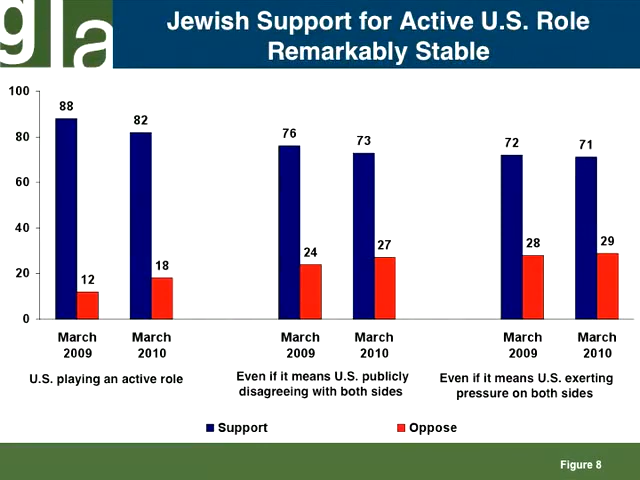 gla
Jewish Support for Active U.S. Role
Remarkably Stable
100
80
60
40
20
0
88
12
82
18
76
24
73
27
72
28
71
29
March
2009
March
2010
March
2009
March
2010
March
2009
March
2010
U.S. playing an active role
Even if it means U.S. publicly
disagreeing with both sides
Even if it means U.S. exerting
pressure on both sides
Support
Oppose
Figure 8